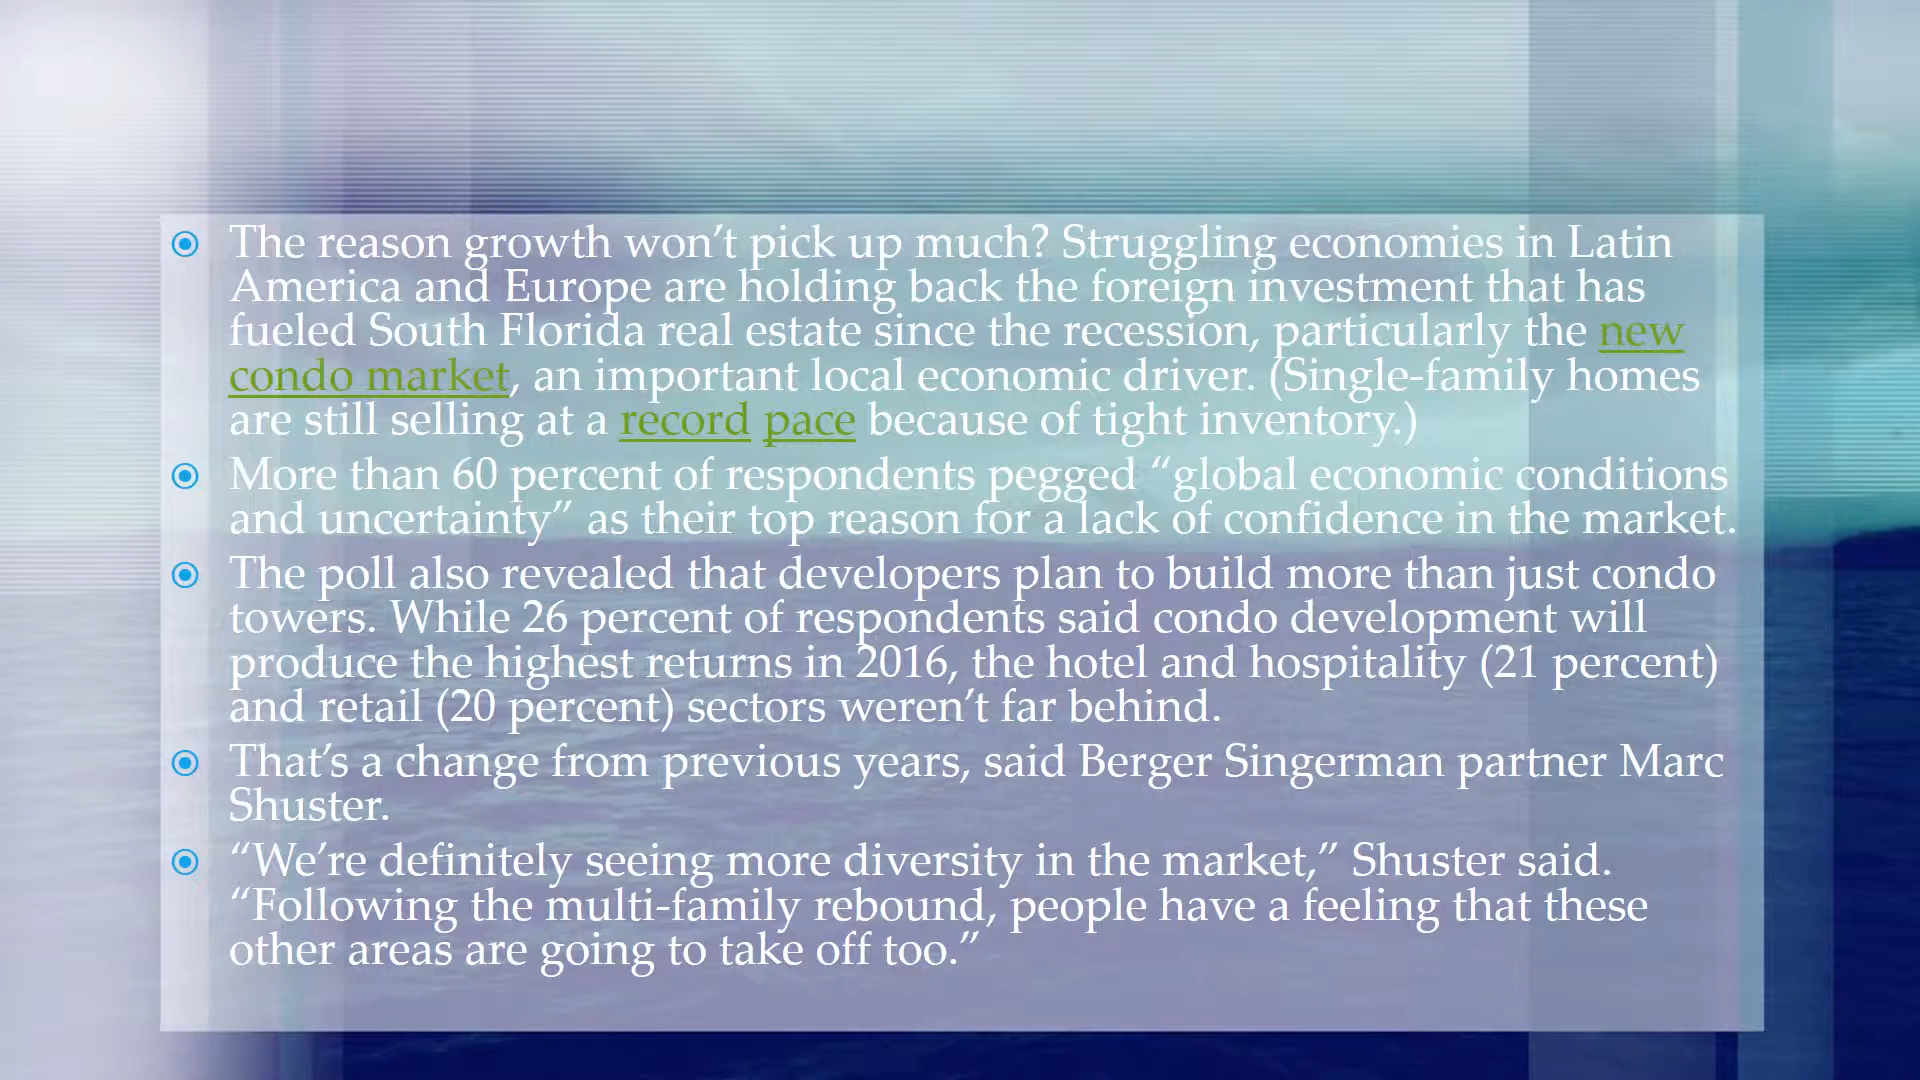 The reason growth won’t pick up much? Struggling economies in Latin
America and Europe are holding back the foreign investment that has
fueled South Florida real estate since the recession, particularly the new
condo market, an important local economic driver. (Single-family homes
are still selling at a record pace because of tight inventory.)
More than 60 percent of respondents pegged “global economic conditions
and uncertainty” as their top reason for a lack of confidence in the market.
The poll also revealed that developers plan to build more than just condo
towers. While 26 percent of respondents said condo development will
produce the highest returns in 2016, the hotel and hospitality (21 percent)
and retail (20 percent) sectors weren’t far behind.
That’s a change from previous years, said Berger Singerman partner Marc
Shuster.
“We’re definitely seeing more diversity in the market,” Shuster said.
“Following the multi-family rebound, people have a feeling that these
other areas are going to take off too.”